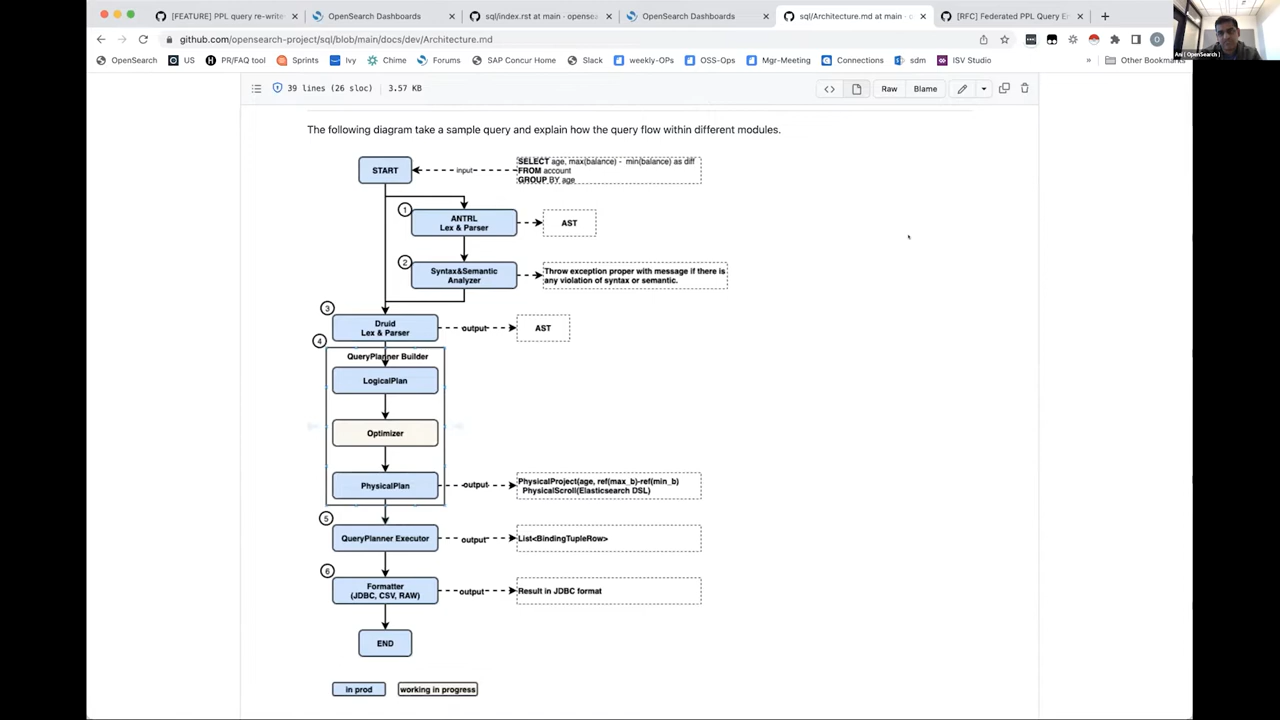 [FEATURE] PPL query re-writer
OpenSearch Dashboards
sql/index.rst at main · opense
OpenSearch Dashboards
sql/Architecture.md at main · o
[RFC] Federated PPL Query En
github.com/opensearch-project/sql/blob/main/docs/dev/Architecture.md
OpenSearch
US
PR/FAQ tool
Sprints
Ivy
Chime
Forums
SAP Concur Home
Slack
weekly-OPs
OSS-Ops
Mgr-Meeting
Connections
sdm
ISV Studio
»
Other Bookmarks
Ani [ OpenSearch ]
39 lines (26 sloc)
3.57 KB
Raw
Blame
The following diagram take a sample query and explain how the query flow within different modules.
START
input
SELECT age, max(balance) - min(balance) as diff
FROM account
GROUP BY age
1
ANTRL
Lex & Parser
AST
2
Syntax&Semantic
Analyzer
Throw exception proper with message if there is
any violation of syntax or semantic.
3
Druid
Lex & Parser
output
AST
4
QueryPlanner Builder
LogicalPlan
Optimizer
PhysicalPlan
output
PhysicalProject(age, ref(max_b)-ref(min_b)
PhysicalScroll(Elasticsearch DSL)
5
QueryPlanner Executor
output
List<BindingTupleRow>
6
Formatter
(JDBC, CSV, RAW)
output
Result in JDBC format
END
in prod
working in progress